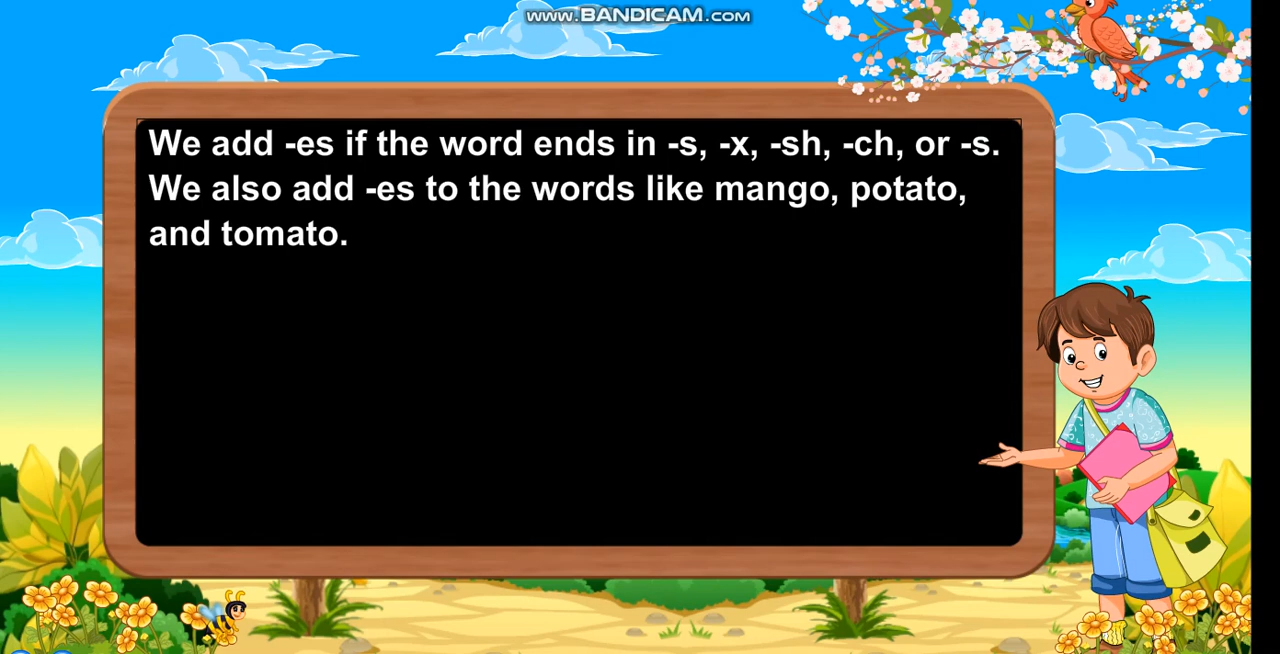 www.BANDICAM.com
We add -es if the word ends in -s, -x, -sh, -ch, or -s.
We also add -es to the words like mango, potato,
and tomato.